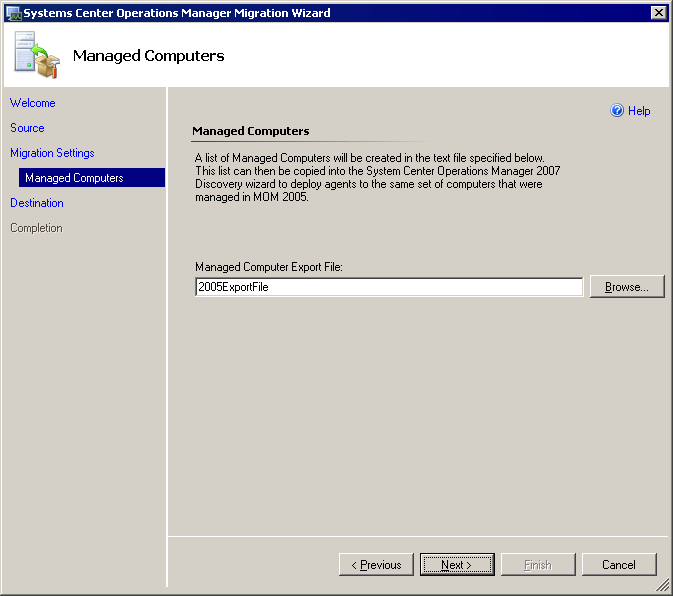 Systems Center Operations Manager Migration Wizard
Managed Computers
Welcome
Source
Migration Settings
Managed Computers
Destination
Completion
Help
Managed Computers
A list of Managed Computers will be created in the text file specified below.
This list can then be copied into the System Center Operations Manager 2007
Discovery wizard to deploy agents to the same set of computers that were
managed in MOM 2005.
Managed Computer Export File:
2005ExportFile
Browse...
< Previous
Next >
Finish
Cancel